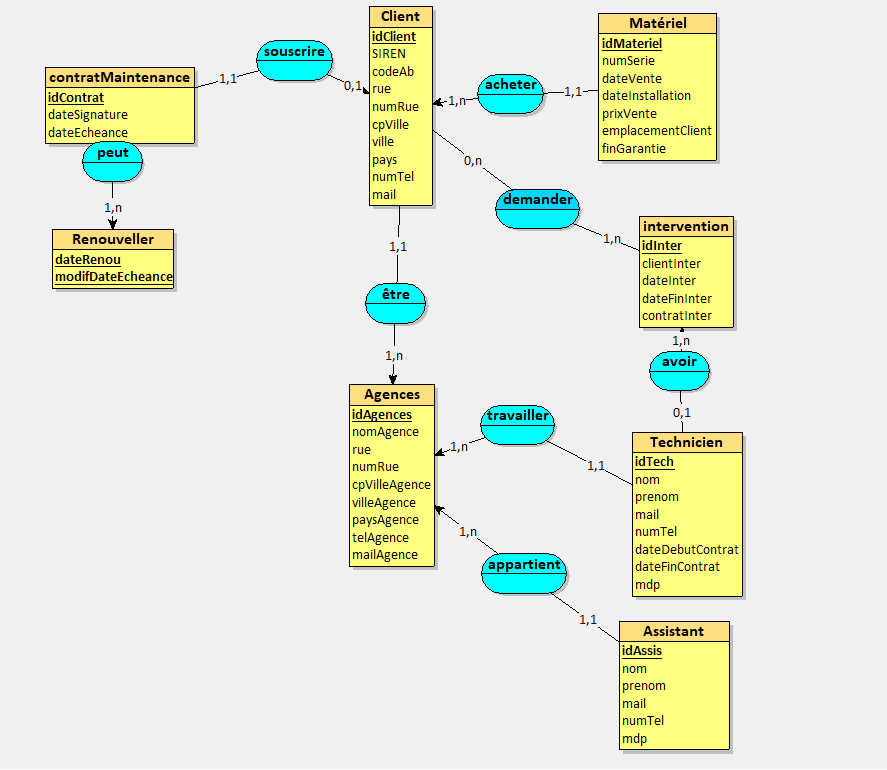 contratMaintenance
idContrat
dateSignature
dateEcheance
1,1
souscrire
0,1
Client
idClient
SIREN
codeAb
rue
numRue
cpVille
ville
pays
numTel
mail
1,n
acheter
1,1
Matériel
idMateriel
numSerie
dateVente
dateInstallation
prixVente
emplacementClient
finGarantie
peut
1,n
Renouveller
dateRenou
modifDateEcheance
0,n
demander
1,n
intervention
idInter
clientInter
dateInter
dateFinInter
contratInter
1,1
être
1,n
1,n
avoir
0,1
Agences
idAgences
nomAgence
rue
numRue
cpVilleAgence
villeAgence
paysAgence
telAgence
mailAgence
1,n
travailler
1,1
Technicien
idTech
nom
prenom
mail
numTel
dateDebutContrat
dateFinContrat
mdp
1,n
appartient
1,1
Assistant
idAssis
nom
prenom
mail
numTel
mdp